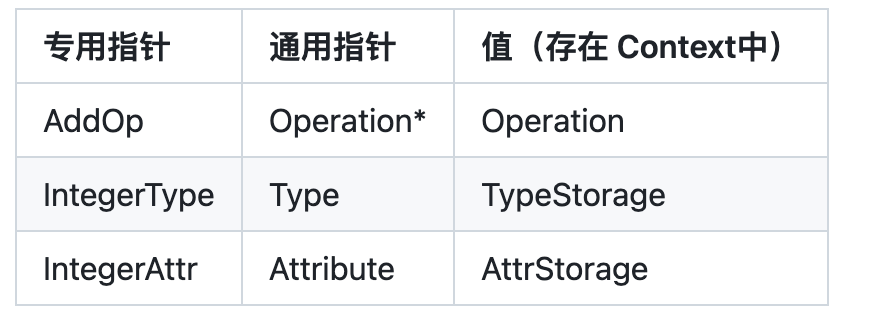 专用指针 通用指针 值（存在 Context中）
AddOp Operation* Operation
IntegerType Type TypeStorage
IntegerAttr Attribute AttrStorage